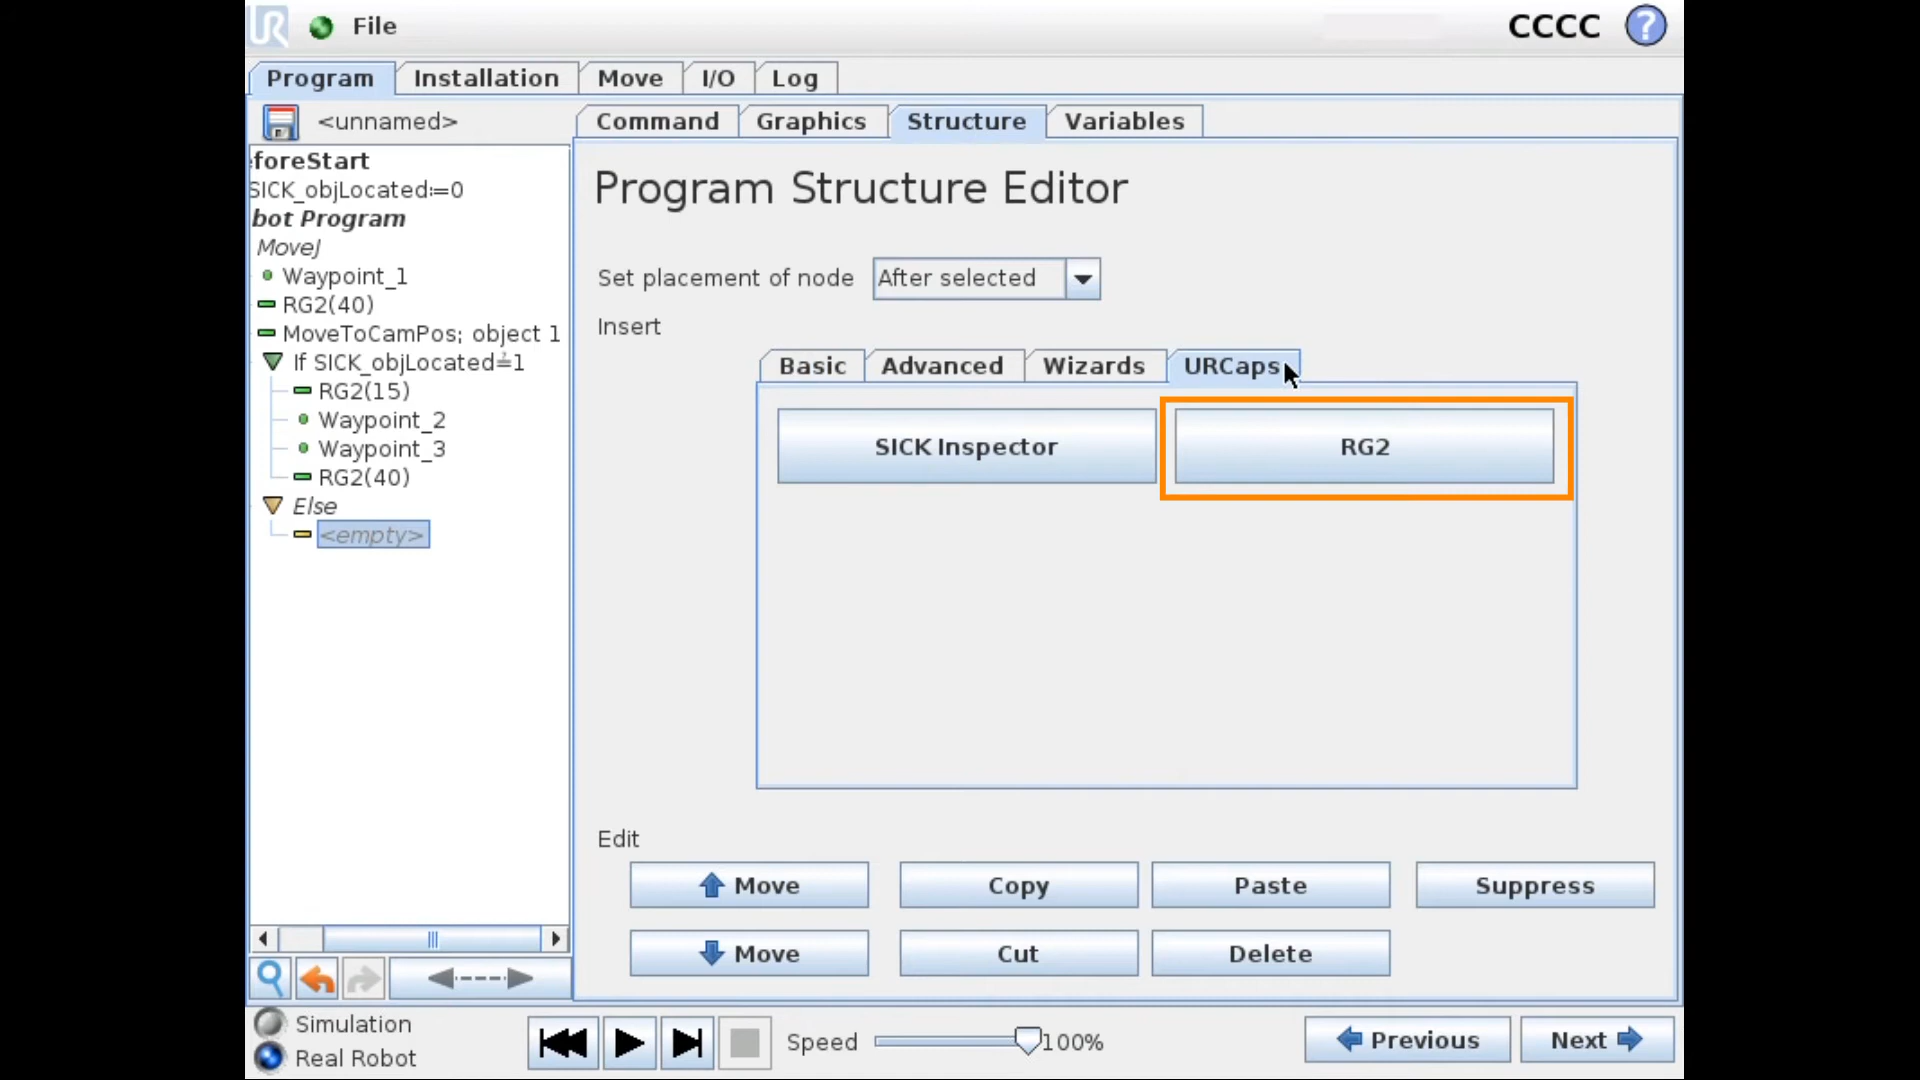 UR File CCCC ?
Program Installation Move I/O Log
<unnamed>
Command Graphics Structure Variables
foreStart
SICK_objLocated≔0
bot Program
MoveJ
Waypoint_1
RG2(40)
MoveToCamPos; object 1
If SICK_objLocated≟1
RG2(15)
Waypoint_2
Waypoint_3
RG2(40)
Else
<empty>
Program Structure Editor
Set placement of node After selected
Insert
Basic Advanced Wizards URCaps
SICK Inspector RG2
Edit
Move Copy Paste Suppress
Move Cut Delete
Simulation
Real Robot
Speed 100%
Previous Next